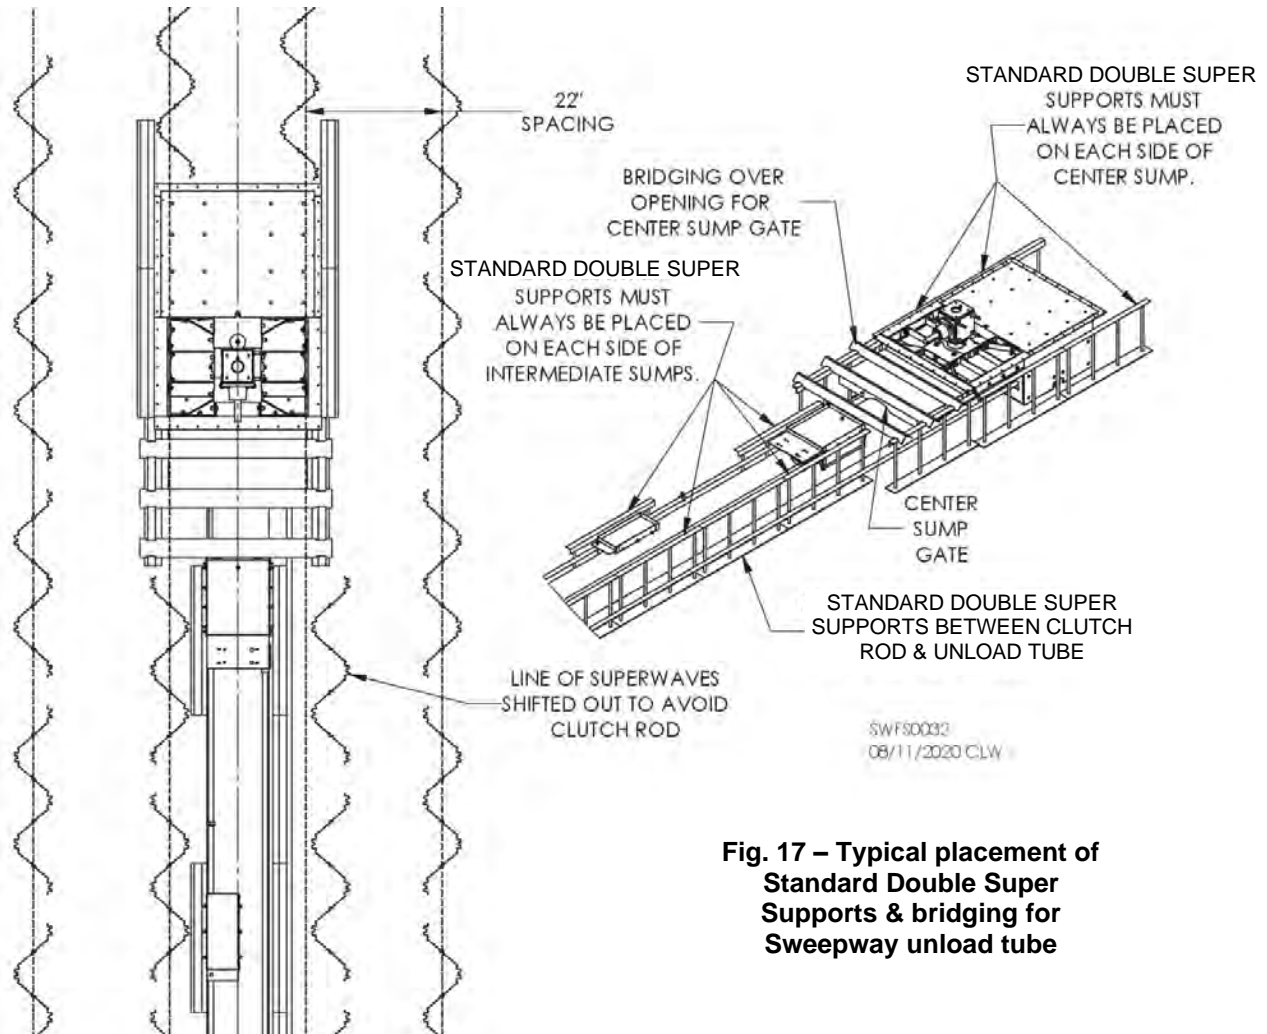 22"
SPACING
STANDARD DOUBLE SUPER
SUPPORTS MUST
ALWAYS BE PLACED
ON EACH SIDE OF
CENTER SUMP.
BRIDGING OVER
OPENING FOR
CENTER SUMP GATE
STANDARD DOUBLE SUPER
SUPPORTS MUST
ALWAYS BE PLACED
ON EACH SIDE OF
INTERMEDIATE SUMPS.
CENTER
SUMP
GATE
STANDARD DOUBLE SUPER
SUPPORTS BETWEEN CLUTCH
ROD & UNLOAD TUBE
LINE OF SUPERWAVES
SHIFTED OUT TO AVOID
CLUTCH ROD
SWFS0032
08/11/2020 CLW
Fig. 17 – Typical placement of
Standard Double Super
Supports & bridging for
Sweepway unload tube